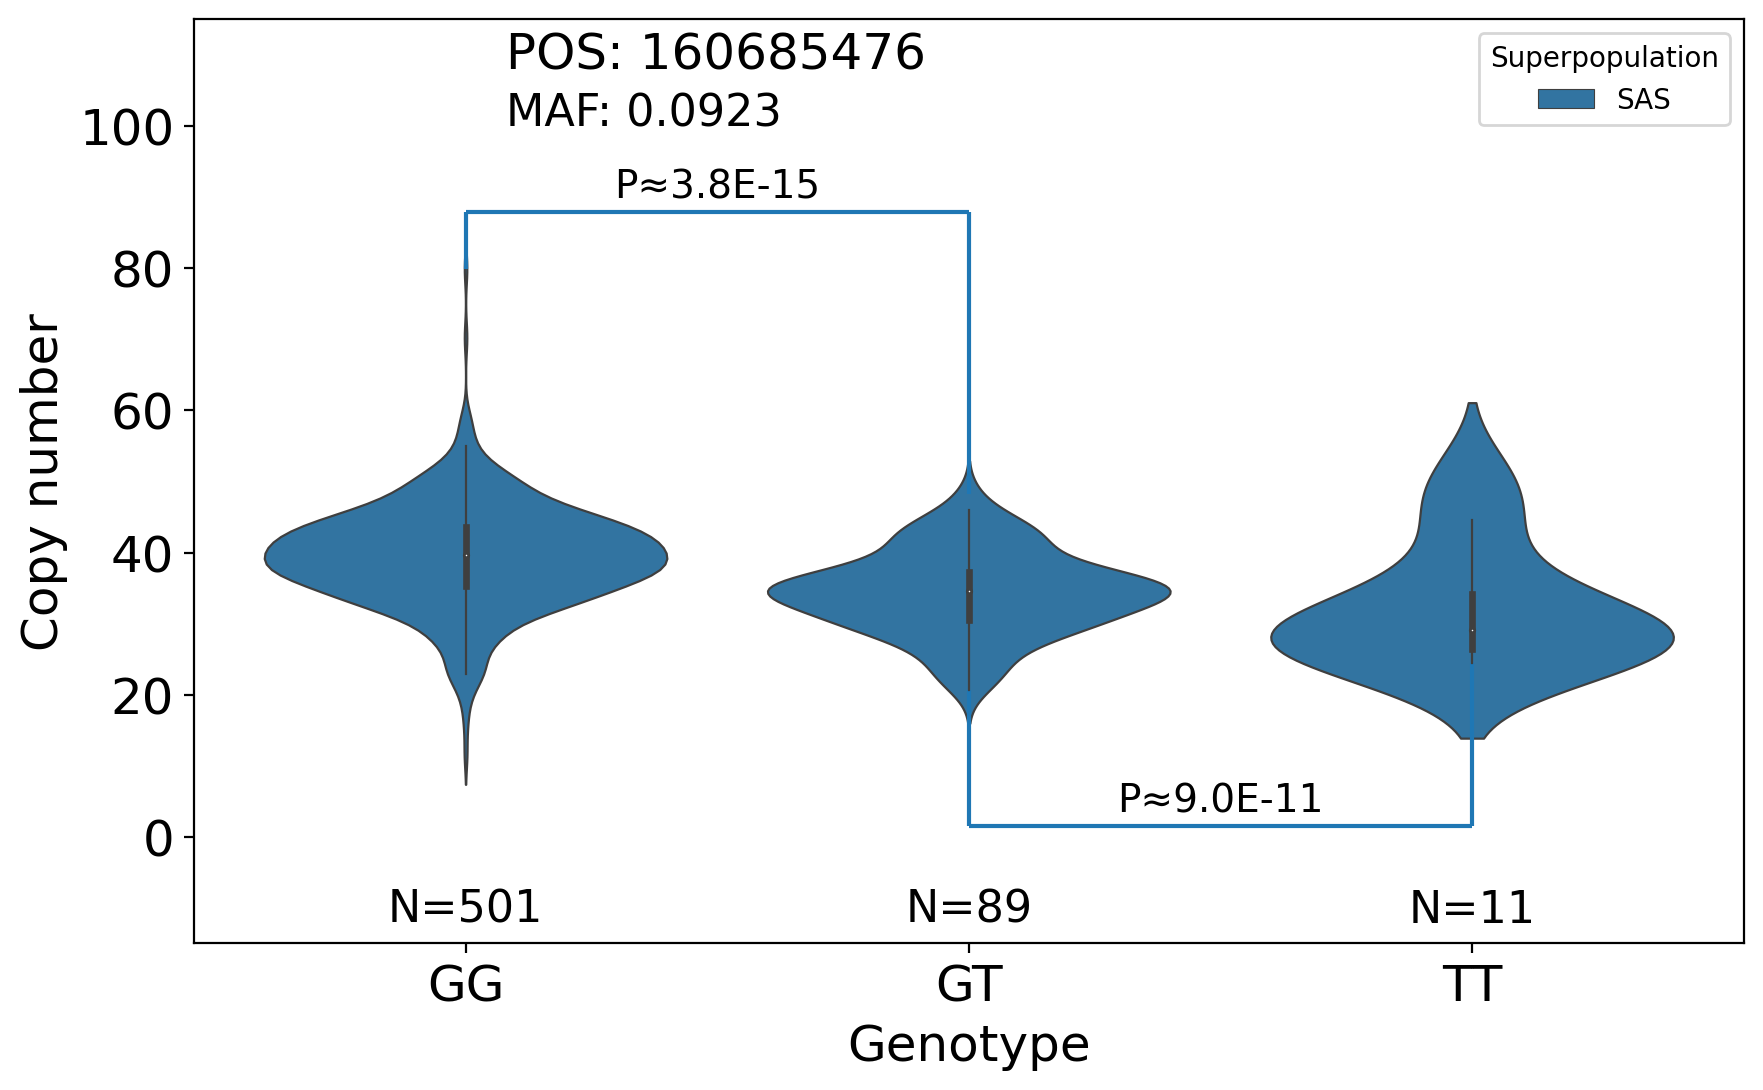 POS: 160685476
MAF: 0.0923
Superpopulation
SAS
P≈3.8E-15
Copy number
100
80
60
40
20
0
P≈9.0E-11
N=501
N=89
N=11
GG
GT
TT
Genotype